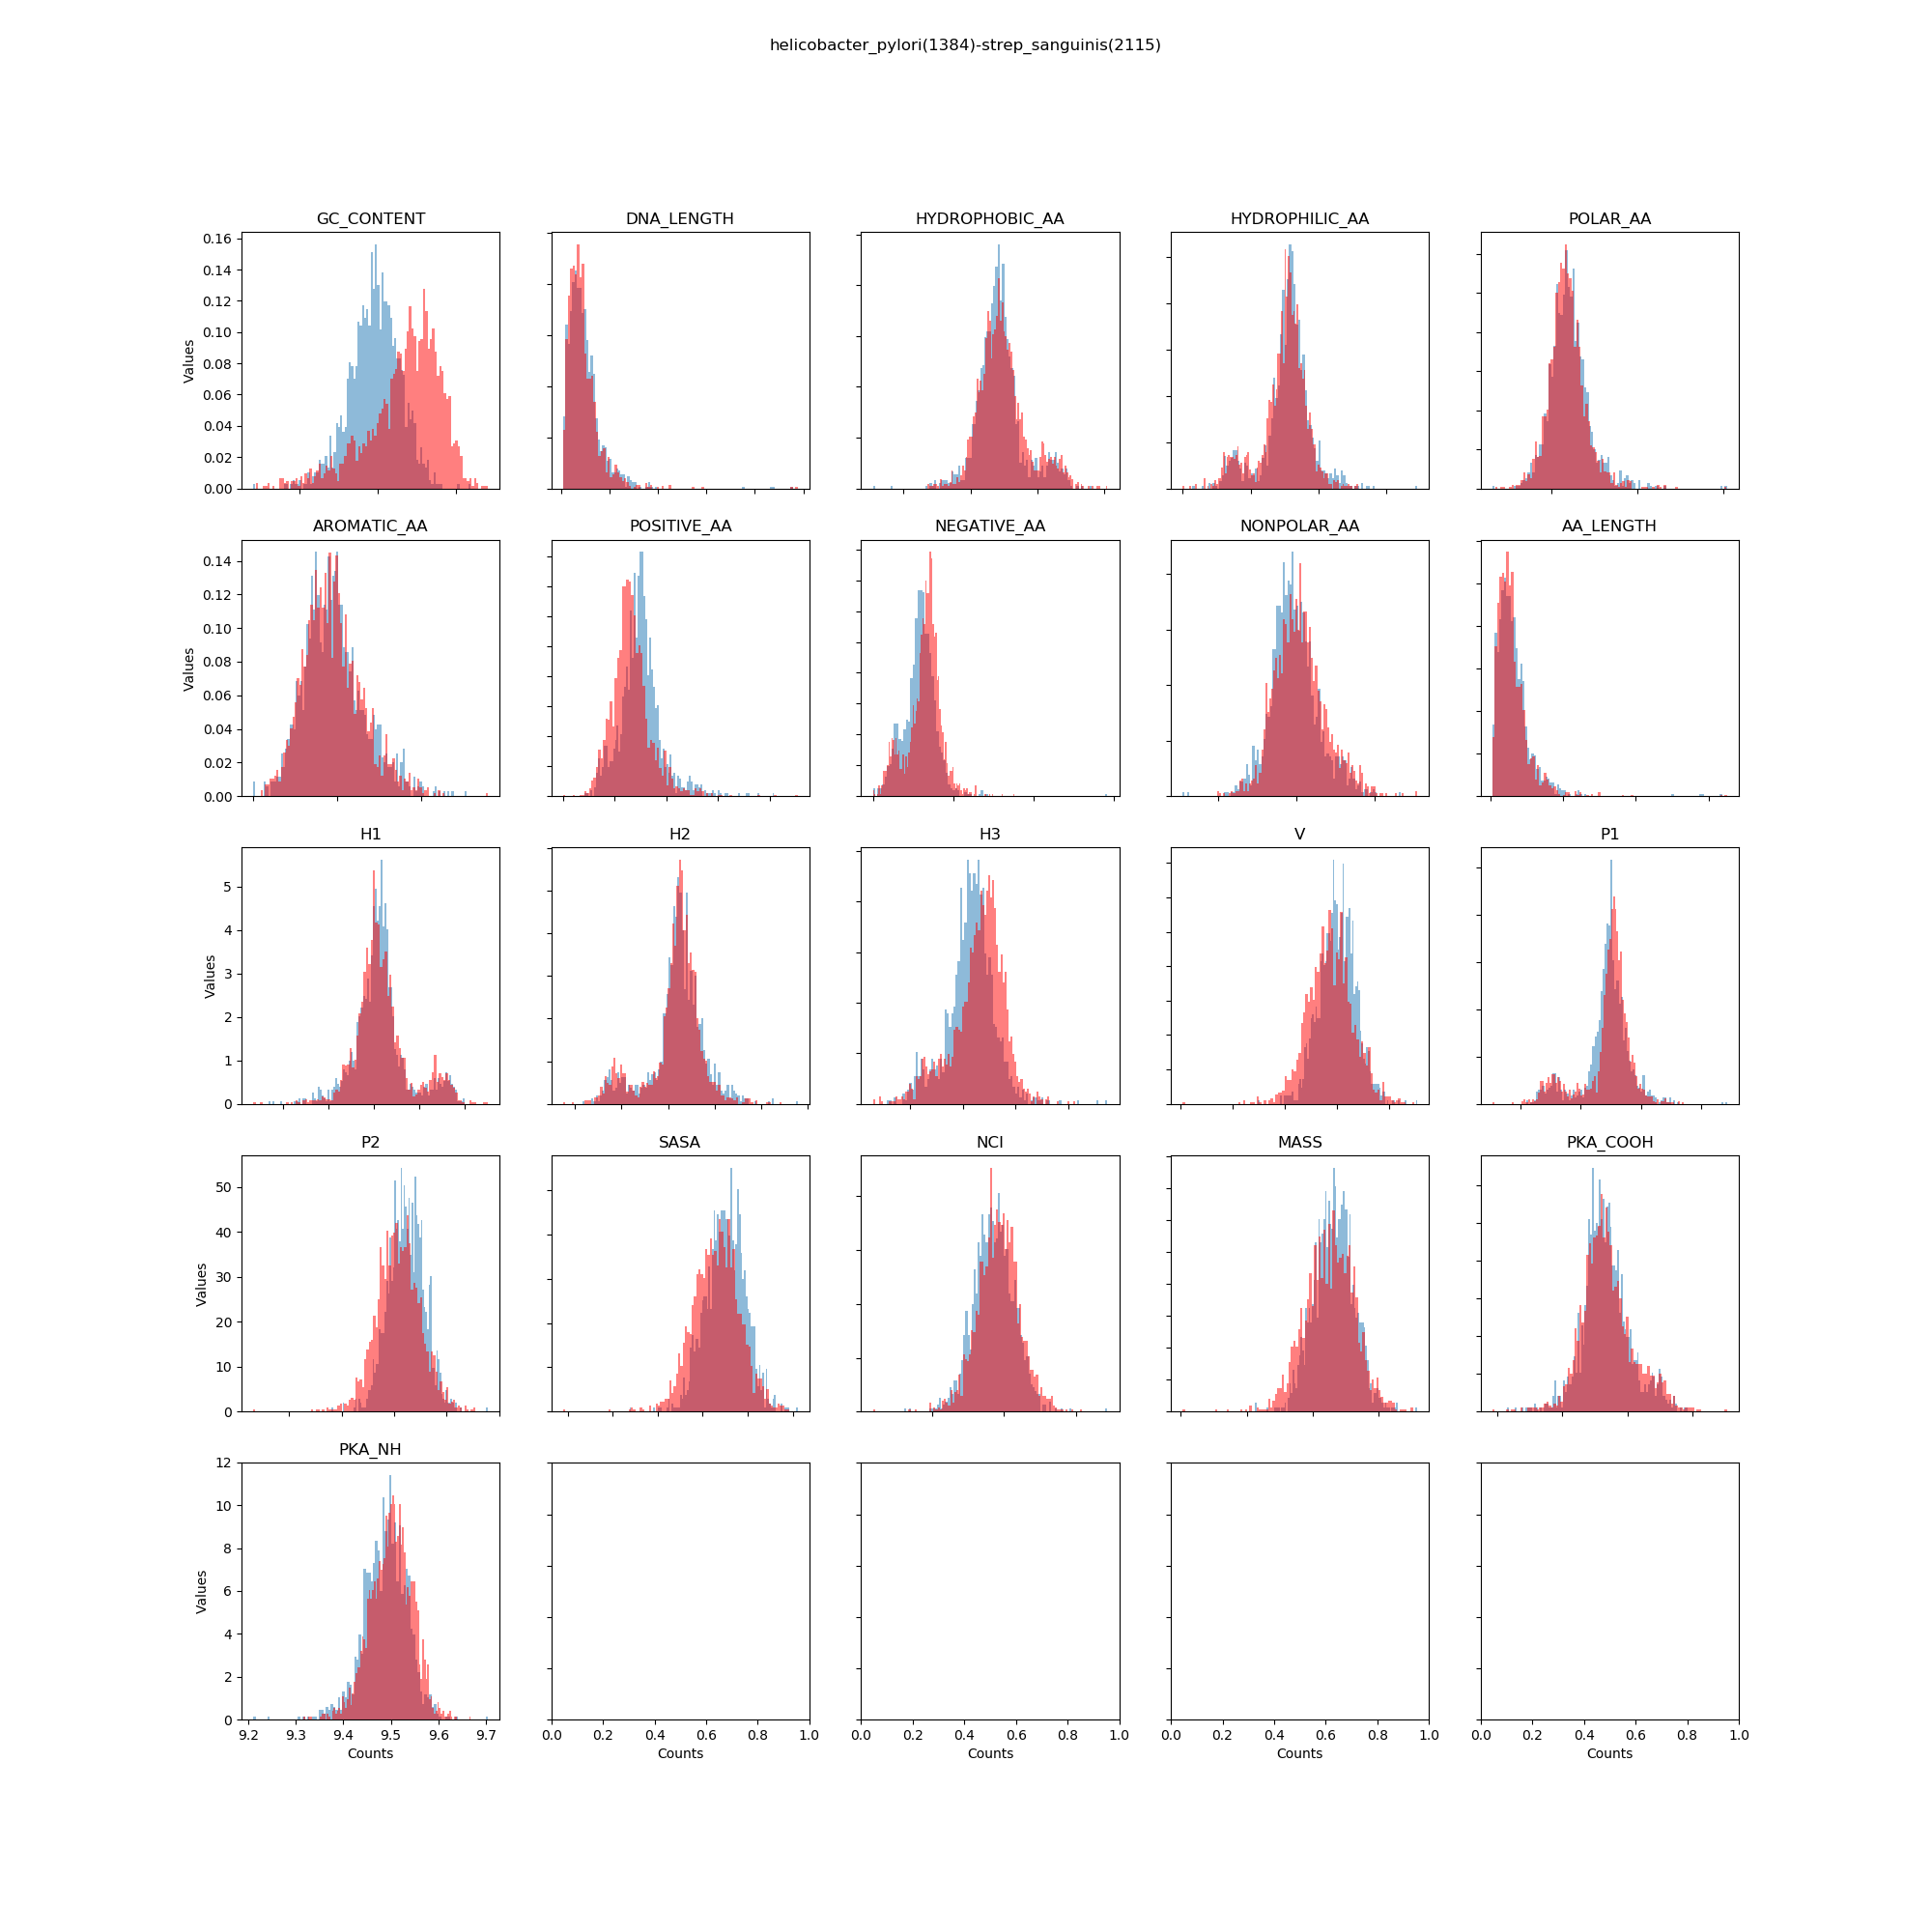 helicobacter_pylori(1384)-strep_sanguinis(2115)
GC_CONTENT DNA_LENGTH HYDROPHOBIC_AA HYDROPHILIC_AA POLAR_AA
0.16
0.14
0.12
0.10
0.08
0.06
0.04
0.02
0.00
Values
AROMATIC_AA POSITIVE_AA NEGATIVE_AA NONPOLAR_AA AA_LENGTH
0.14
0.12
0.10
0.08
0.06
0.04
0.02
0.00
Values
H1 H2 H3 V P1
5
4
3
2
1
0
Values
P2 SASA NCI MASS PKA_COOH
50
40
30
20
10
0
Values
PKA_NH
12
10
8
6
4
2
0
Values
9.2 9.3 9.4 9.5 9.6 9.7 0.0 0.2 0.4 0.6 0.8 1.0 0.0 0.2 0.4 0.6 0.8 1.0 0.0 0.2 0.4 0.6 0.8 1.0 0.0 0.2 0.4 0.6 0.8 1.0
Counts Counts Counts Counts Counts